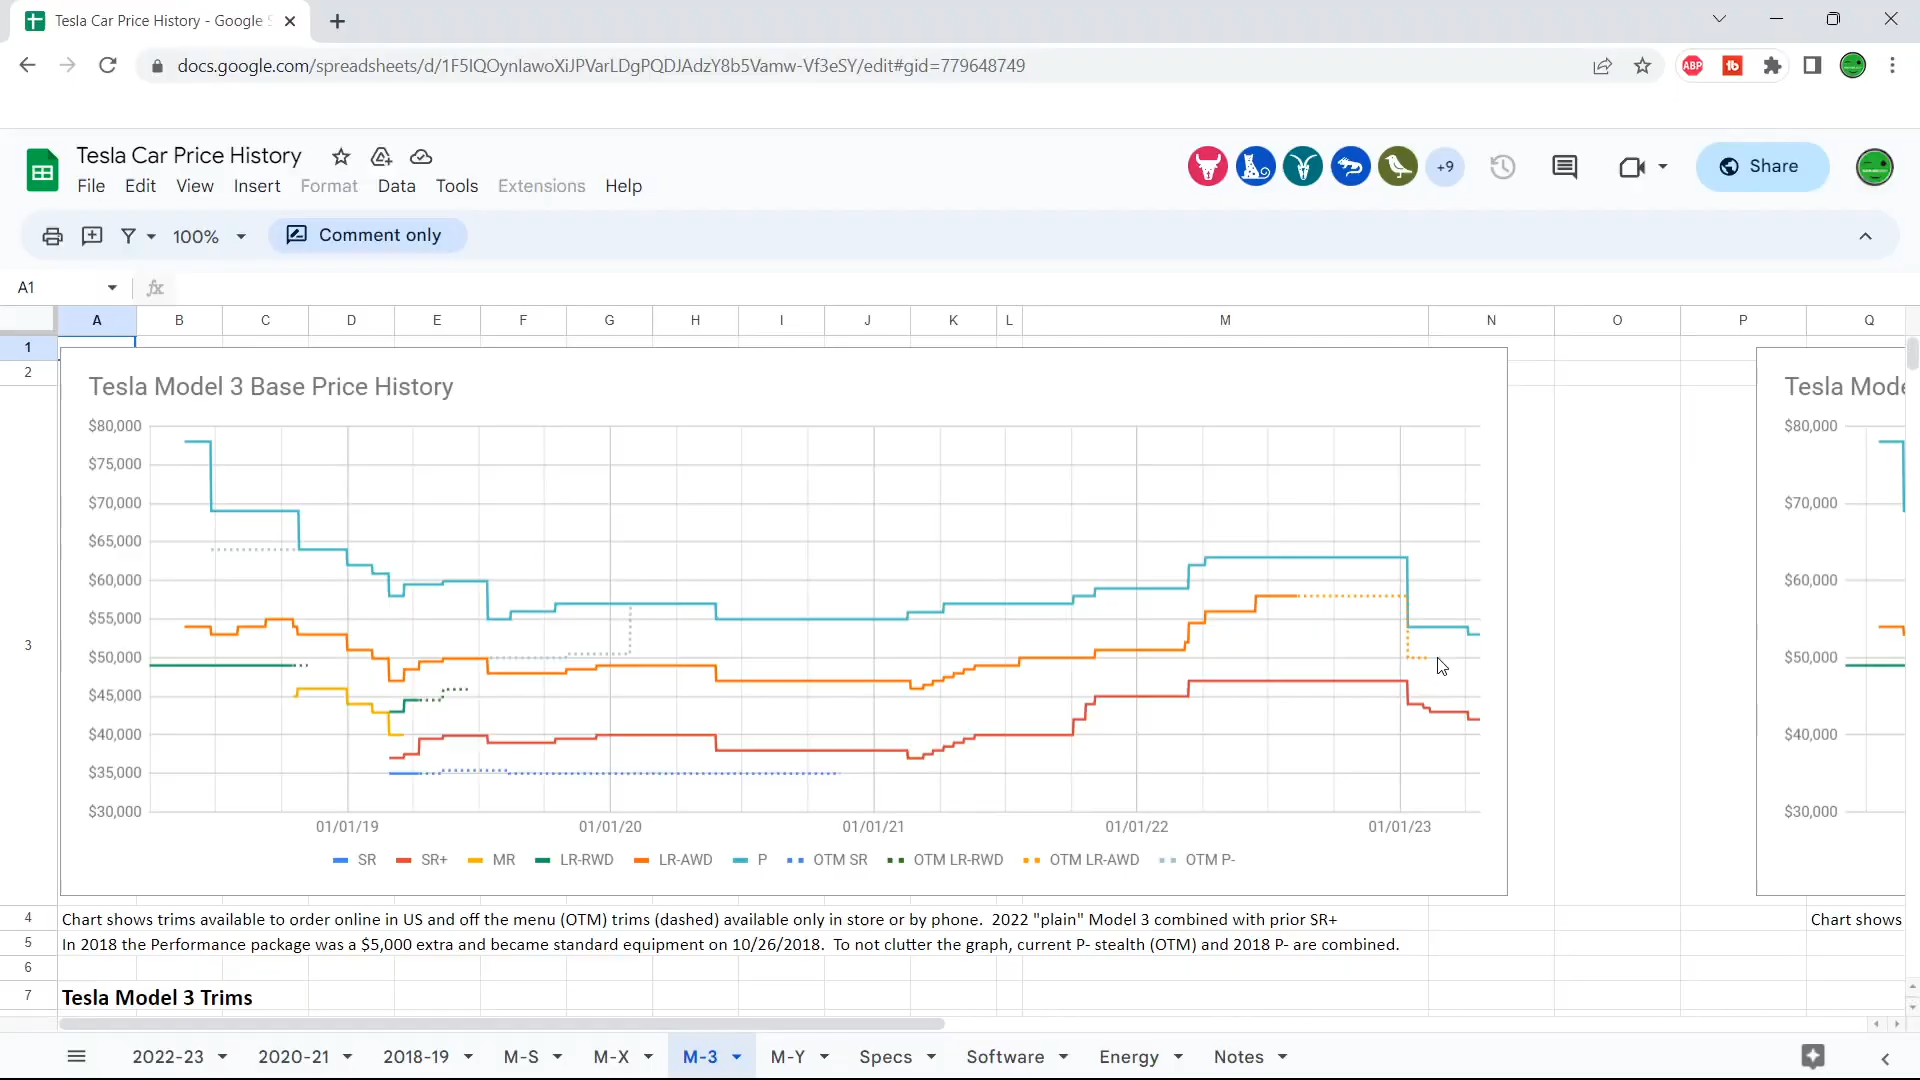 Tesla Car Price History - Google S
docs.google.com/spreadsheets/d/1F5IQOynIawoXiJPVarLDgPQDJAdzY8b5Vamw-Vf3eSY/edit#gid=779648749
ABP
tb
Tesla Car Price History
File Edit View Insert Format Data Tools Extensions Help
+9
Share
100%
Comment only
A1
fx
A B C D E F G H I J K L M N O P Q
1
2
3
Tesla Model 3 Base Price History
$80,000
$75,000
$70,000
$65,000
$60,000
$55,000
$50,000
$45,000
$40,000
$35,000
$30,000
01/01/19 01/01/20 01/01/21 01/01/22 01/01/23
SR SR+ MR LR-RWD LR-AWD P OTM SR OTM LR-RWD OTM LR-AWD OTM P-
Tesla Mode
$80,000
$70,000
$60,000
$50,000
$40,000
$30,000
4 Chart shows trims available to order online in US and off the menu (OTM) trims (dashed) available only in store or by phone. 2022 "plain" Model 3 combined with prior SR+ Chart shows
5 In 2018 the Performance package was a $5,000 extra and became standard equipment on 10/26/2018. To not clutter the graph, current P- stealth (OTM) and 2018 P- are combined.
6
7 Tesla Model 3 Trims
2022-23 2020-21 2018-19 M-S M-X M-3 M-Y Specs Software Energy Notes